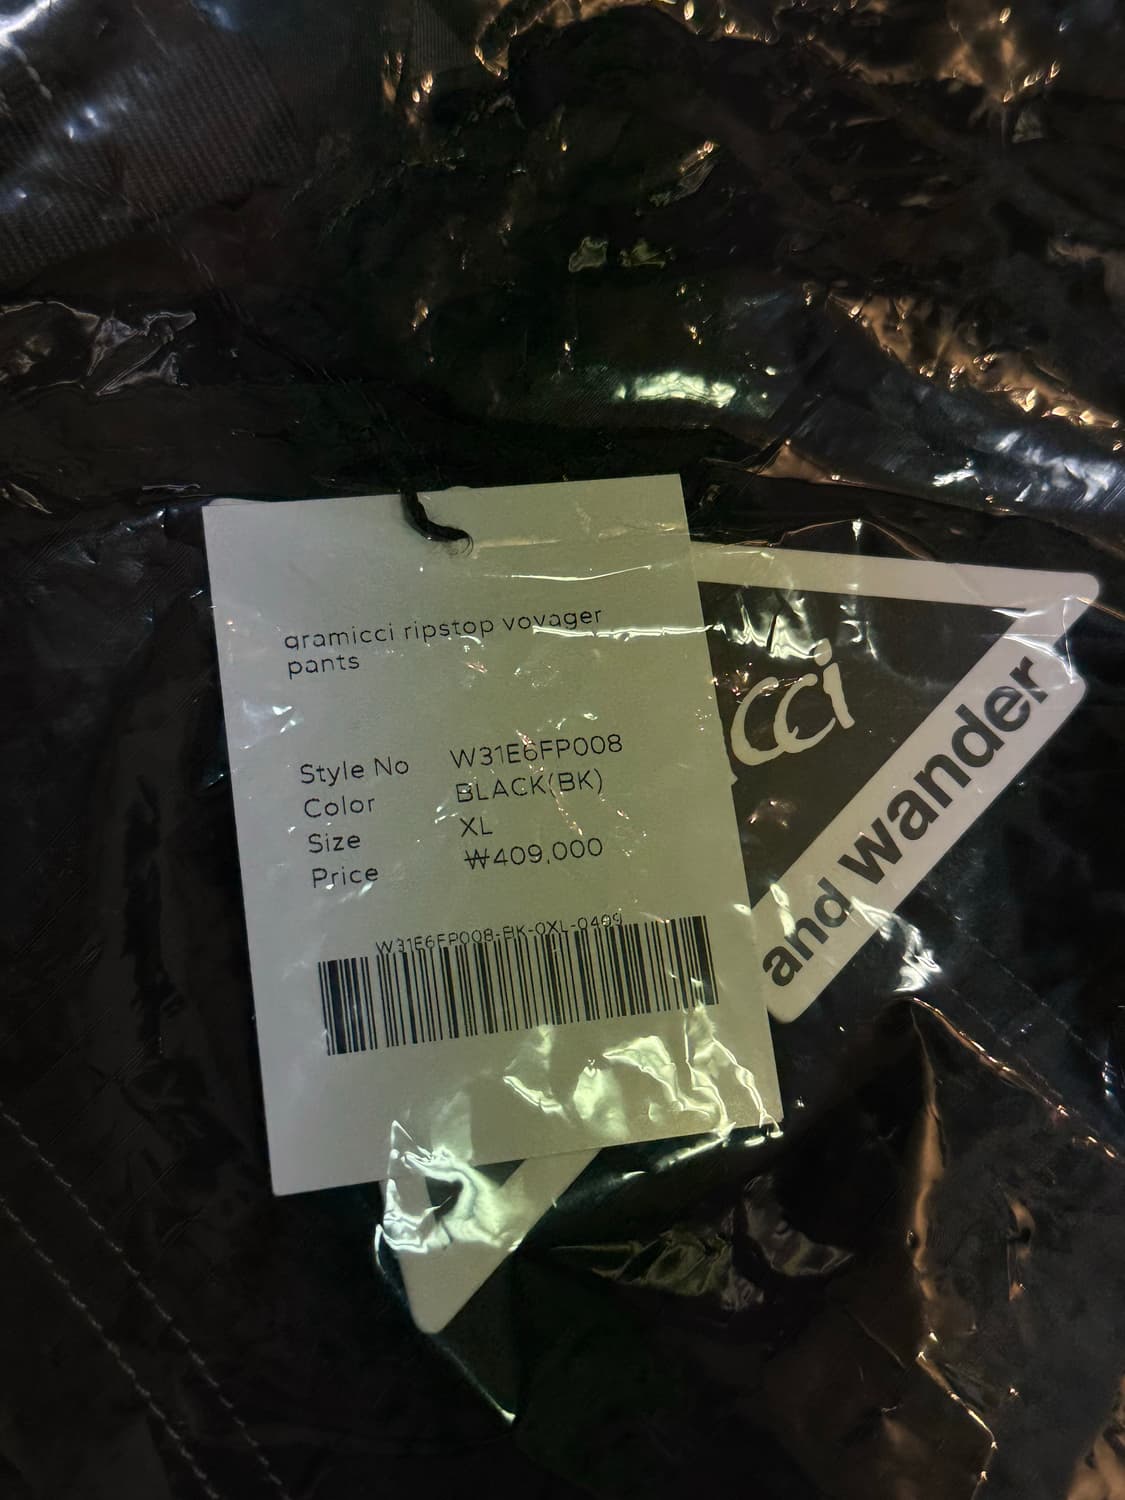 gramicci ripstop voyager
pants
Style No W31E6FP008
Color BLACK(BK)
Size XL
Price ₩409,000
W31E6FP008-BK-0XL-0409
cci
and wander